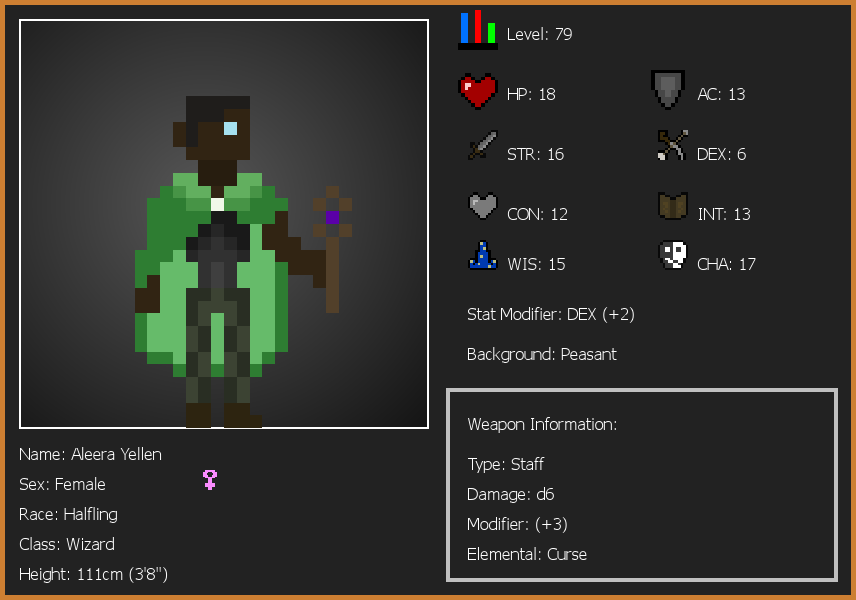 Level: 79
HP: 18
AC: 13
STR: 16
DEX: 6
CON: 12
INT: 13
WIS: 15
CHA: 17
Stat Modifier: DEX (+2)
Background: Peasant
Weapon Information:
Type: Staff
Damage: d6
Modifier: (+3)
Elemental: Curse
Name: Aleera Yellen
Sex: Female
Race: Halfling
Class: Wizard
Height: 111cm (3'8")